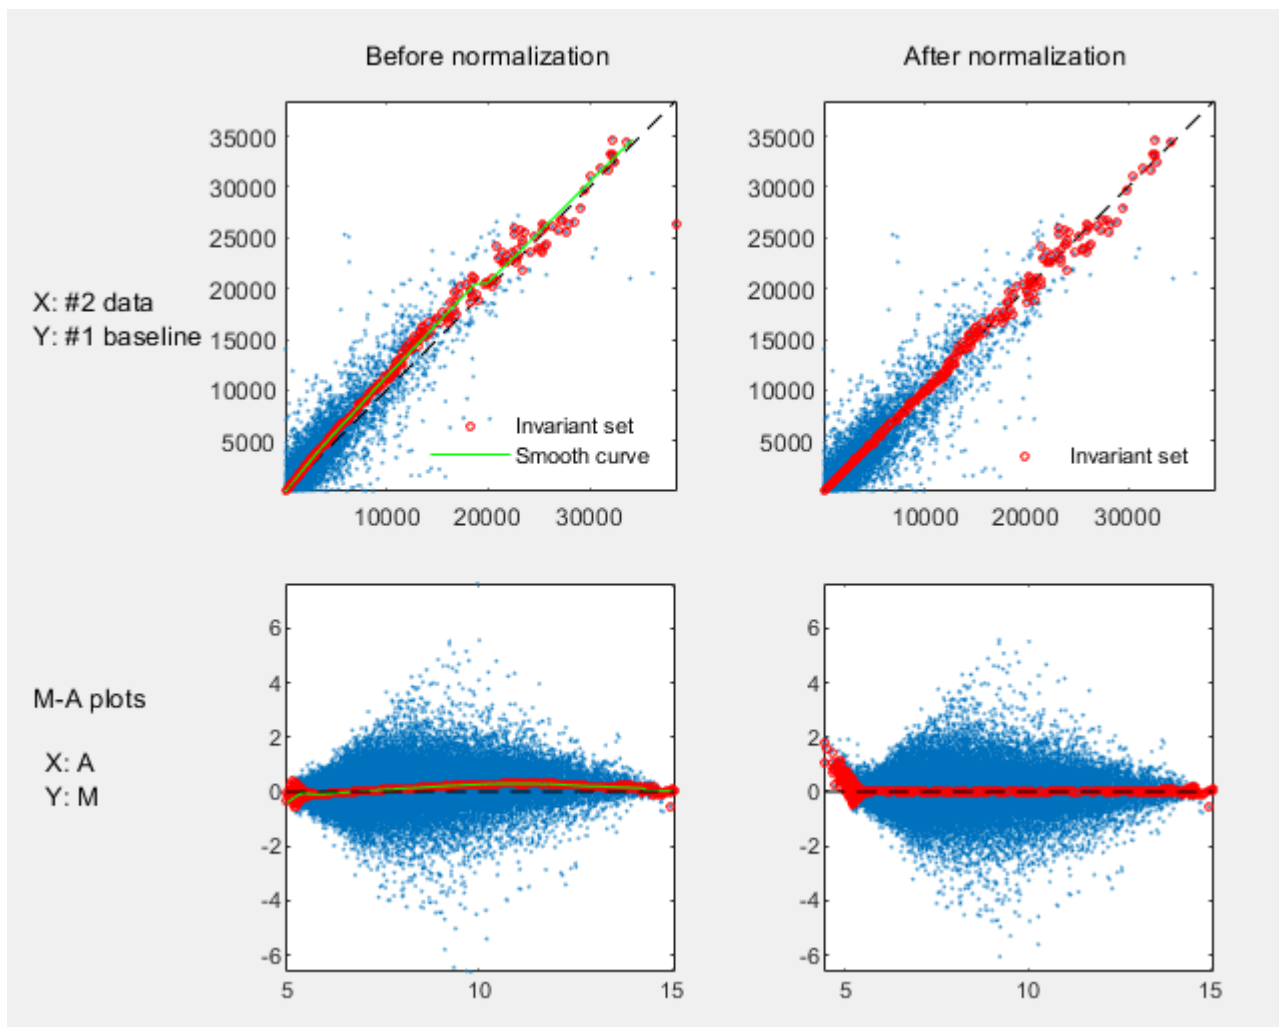 Before normalization
After normalization
35000
30000
25000
20000
15000
10000
5000
10000 20000 30000
Invariant set
Smooth curve
35000
30000
25000
20000
15000
10000
5000
10000 20000 30000
Invariant set
X: #2 data
Y: #1 baseline
M-A plots
X: A
Y: M
6
4
2
0
-2
-4
-6
5 10 15
6
4
2
0
-2
-4
-6
5 10 15